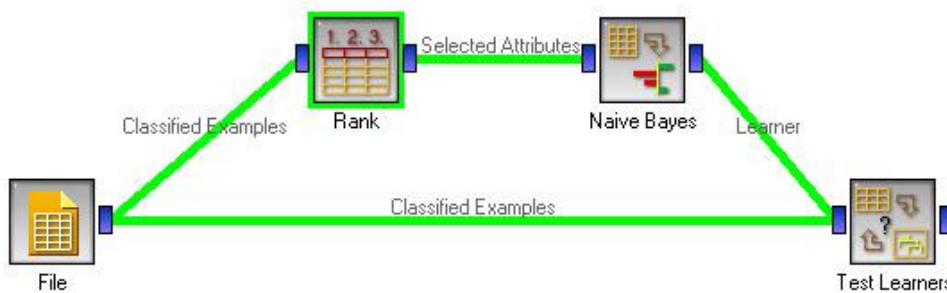 1. 2. 3.
Selected Attributes
Rank
Naive Bayes
Classified Examples
Learner
Classified Examples
?
File
Test Learners